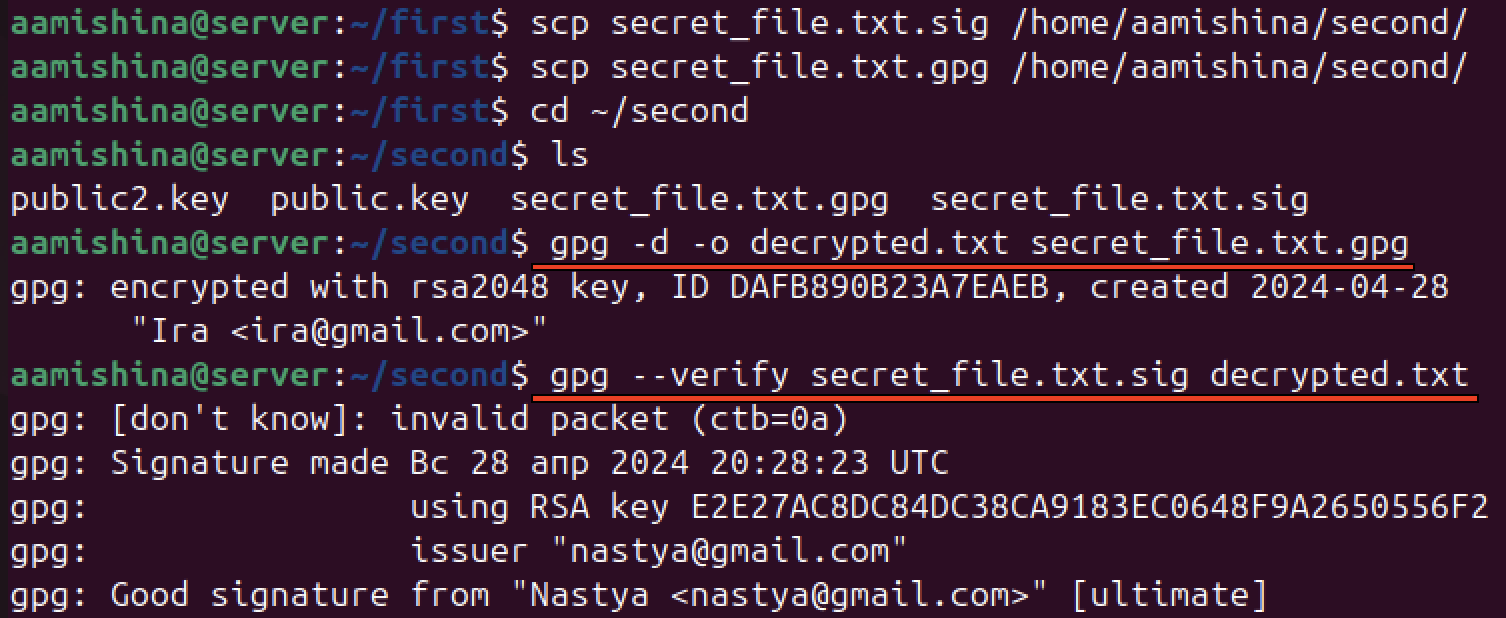 aamishina@server:~/first$ scp secret_file.txt.sig /home/aamishina/second/
aamishina@server:~/first$ scp secret_file.txt.gpg /home/aamishina/second/
aamishina@server:~/first$ cd ~/second
aamishina@server:~/second$ ls
public2.key  public.key  secret_file.txt.gpg  secret_file.txt.sig
aamishina@server:~/second$ gpg -d -o decrypted.txt secret_file.txt.gpg
gpg: encrypted with rsa2048 key, ID DAFB890B23A7EAEB, created 2024-04-28
      "Ira <ira@gmail.com>"
aamishina@server:~/second$ gpg --verify secret_file.txt.sig decrypted.txt
gpg: [don't know]: invalid packet (ctb=0a)
gpg: Signature made Вс 28 апр 2024 20:28:23 UTC
gpg:                using RSA key E2E27AC8DC84DC38CA9183EC0648F9A2650556F2
gpg:                issuer "nastya@gmail.com"
gpg: Good signature from "Nastya <nastya@gmail.com>" [ultimate]